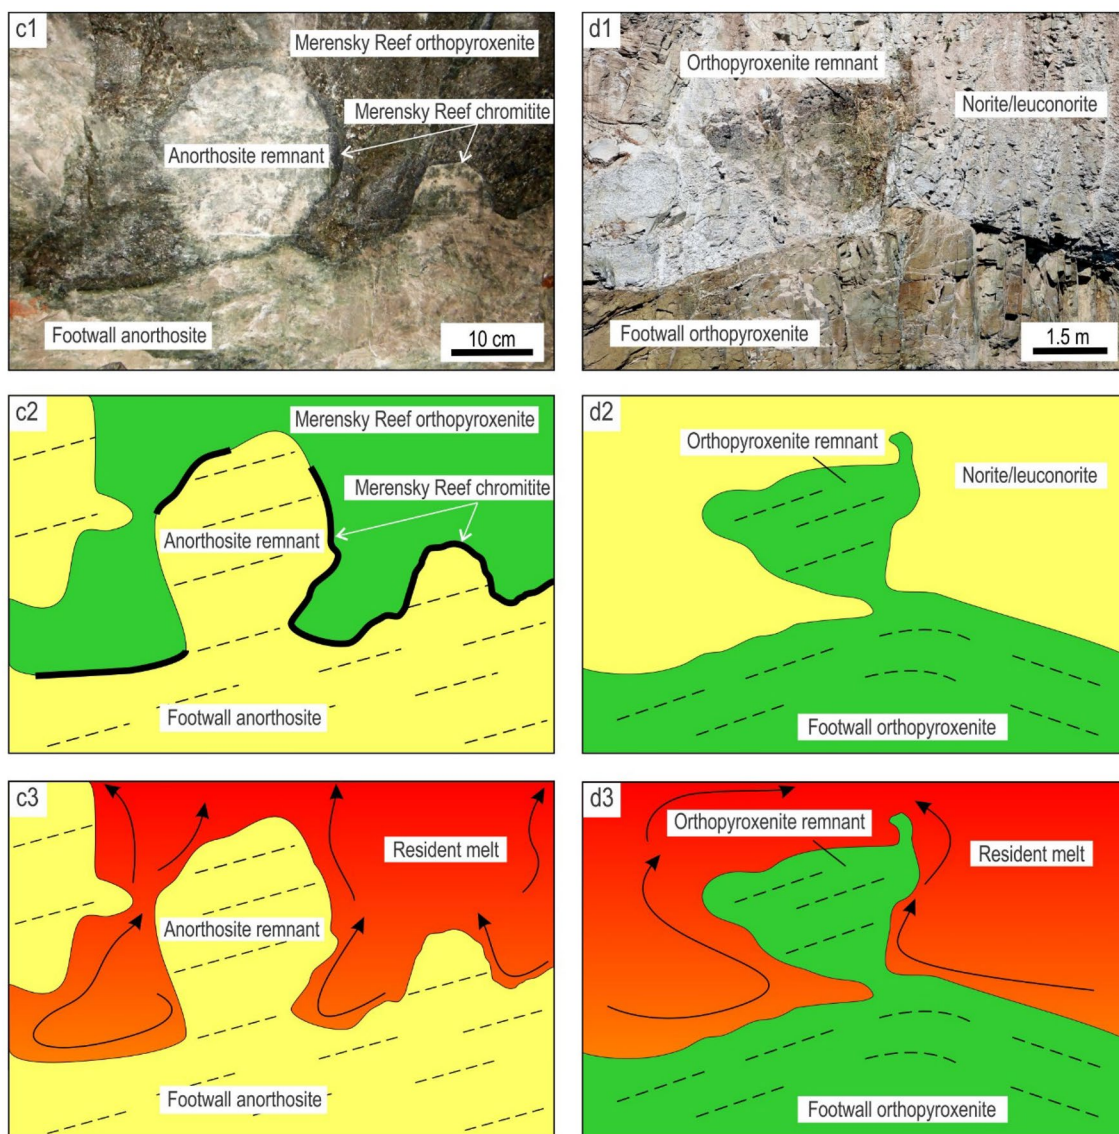 c1
Merensky Reef orthopyroxenite
Merensky Reef chromitite
Anorthosite remnant
Footwall anorthosite
10 cm
d1
Orthopyroxenite remnant
Norite/leuconorite
Footwall orthopyroxenite
1.5 m
c2
Merensky Reef orthopyroxenite
Merensky Reef chromitite
Anorthosite remnant
Footwall anorthosite
d2
Orthopyroxenite remnant
Norite/leuconorite
Footwall orthopyroxenite
c3
Resident melt
Anorthosite remnant
Footwall anorthosite
d3
Orthopyroxenite remnant
Resident melt
Footwall orthopyroxenite